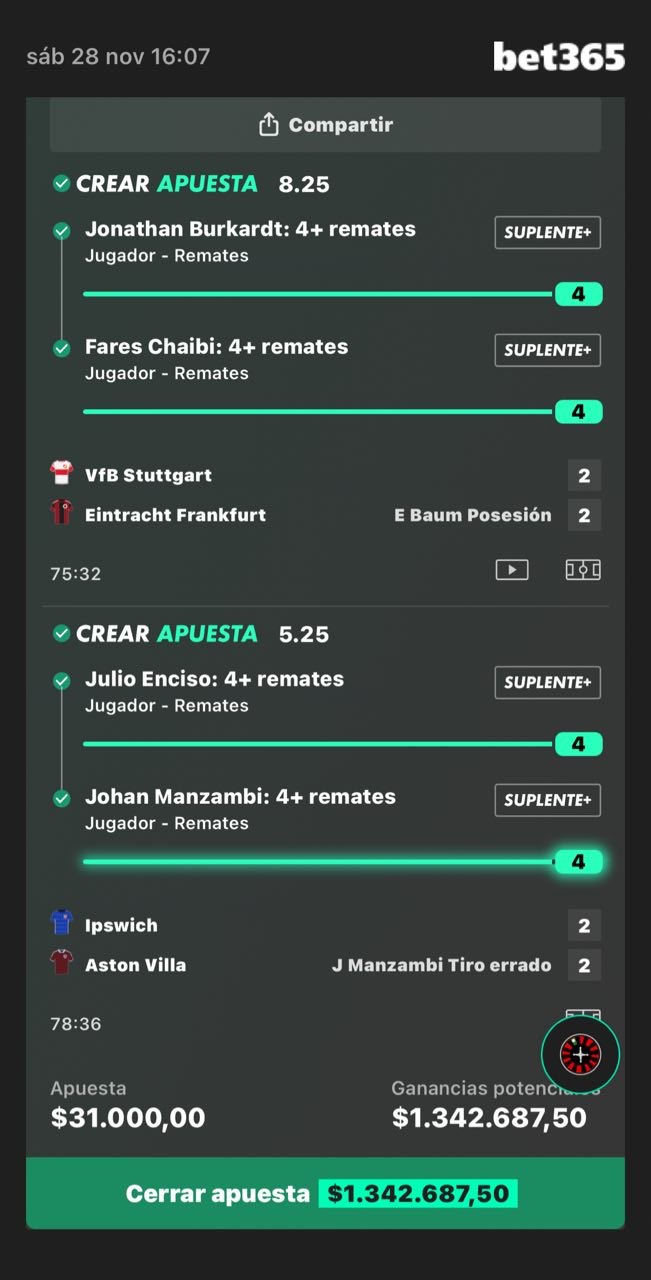 sáb 28 nov 16:07
bet365
Compartir
CREAR APUESTA 8.25
Jonathan Burkardt: 4+ remates SUPLENTE+
Jugador - Remates
4
Fares Chaibi: 4+ remates SUPLENTE+
Jugador - Remates
4
VfB Stuttgart 2
Eintracht Frankfurt E Baum Posesión 2
75:32
CREAR APUESTA 5.25
Julio Enciso: 4+ remates SUPLENTE+
Jugador - Remates
4
Johan Manzambi: 4+ remates SUPLENTE+
Jugador - Remates
4
Ipswich 2
Aston Villa J Manzambi Tiro errado 2
78:36
Apuesta Ganancias potenciales
$31.000,00 $1.342.687,50
Cerrar apuesta $1.342.687,50